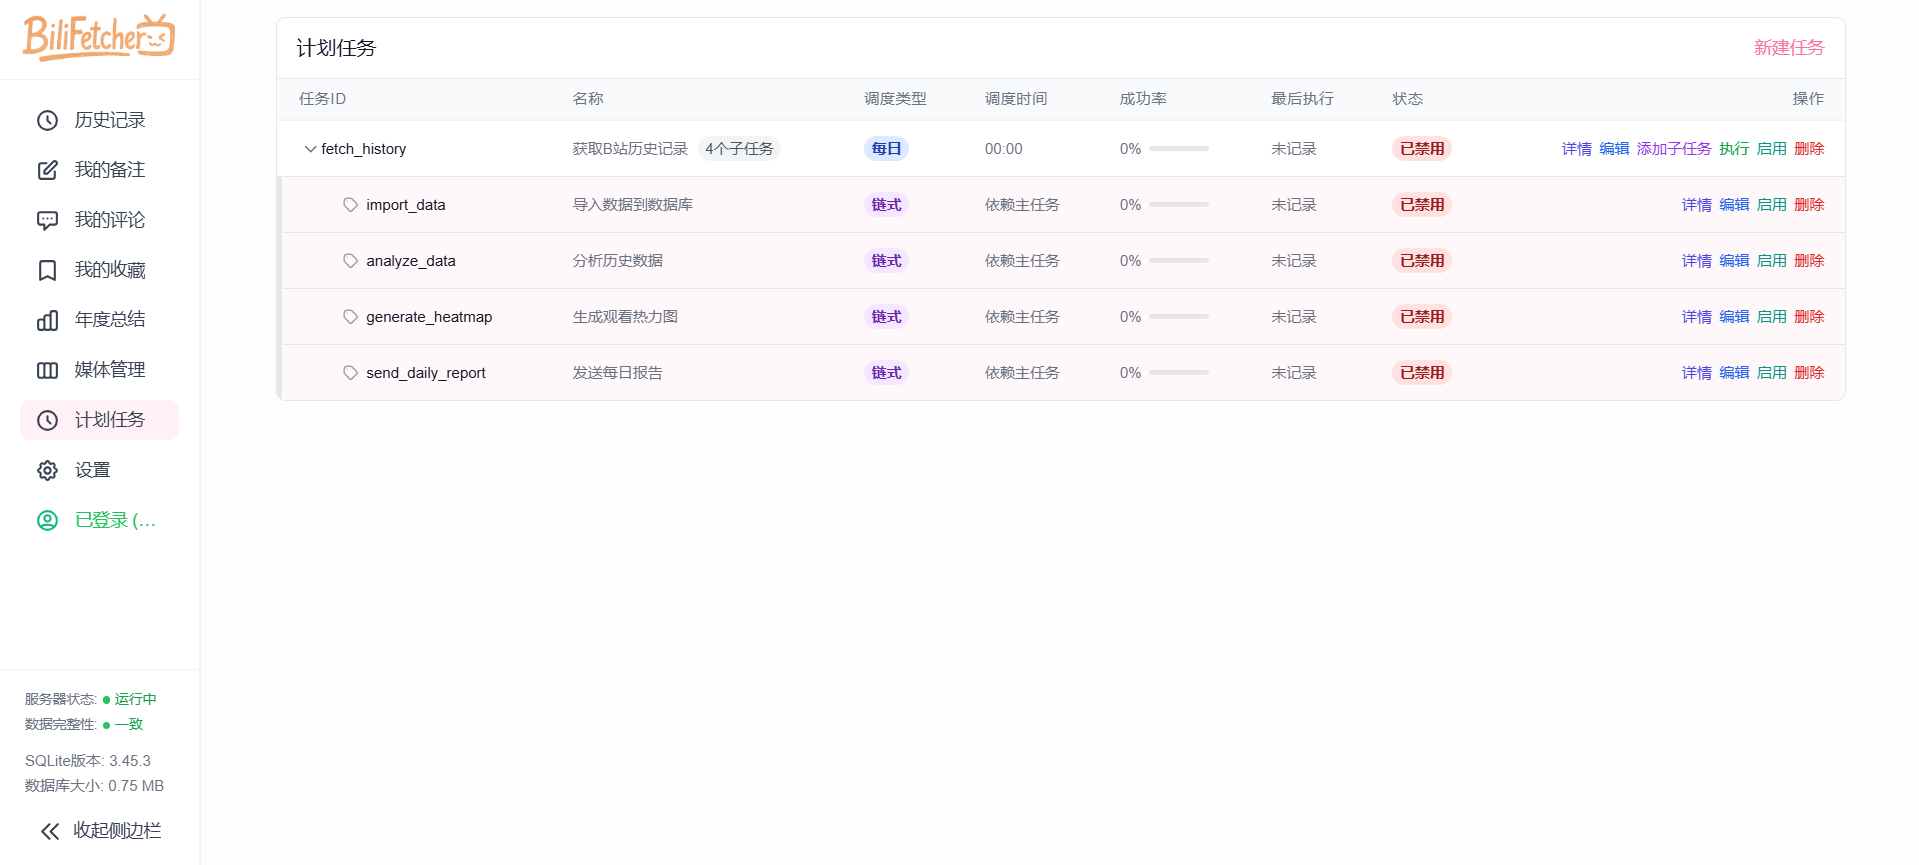 BiliFetcher
历史记录
我的备注
我的评论
我的收藏
年度总结
媒体管理
计划任务
设置
已登录 (...
服务器状态: 运行中
数据完整性: 一致
SQLite版本: 3.45.3
数据库大小: 0.75 MB
收起侧边栏
计划任务 新建任务
任务ID 名称 调度类型 调度时间 成功率 最后执行 状态 操作
fetch_history 获取B站历史记录 4个子任务 每日 00:00 0% 未记录 已禁用 详情 编辑 添加子任务 执行 启用 删除
import_data 导入数据到数据库 链式 依赖主任务 0% 未记录 已禁用 详情 编辑 启用 删除
analyze_data 分析历史数据 链式 依赖主任务 0% 未记录 已禁用 详情 编辑 启用 删除
generate_heatmap 生成观看热力图 链式 依赖主任务 0% 未记录 已禁用 详情 编辑 启用 删除
send_daily_report 发送每日报告 链式 依赖主任务 0% 未记录 已禁用 详情 编辑 启用 删除